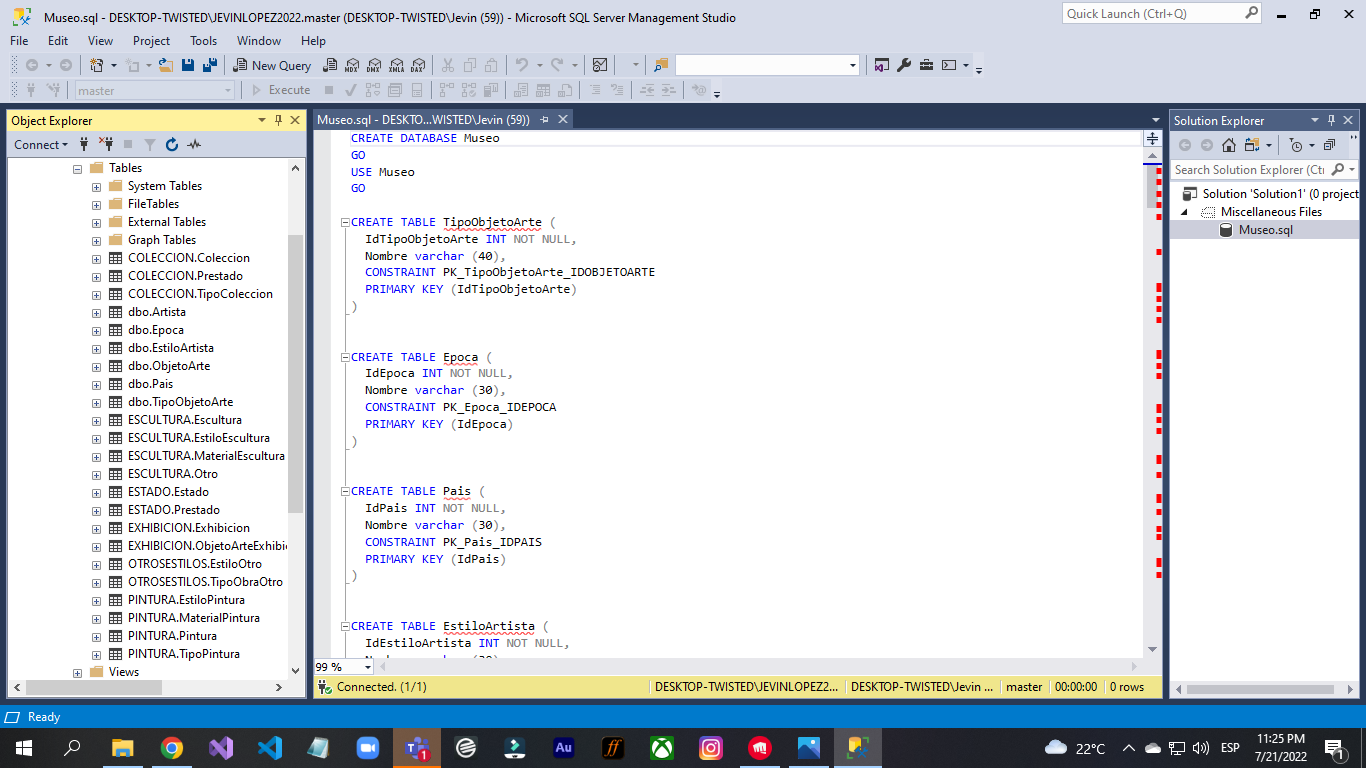 Museo.sql - DESKTOP-TWISTED\JEVINLOPEZ2022.master (DESKTOP-TWISTED\Jevin (59)) - Microsoft SQL Server Management Studio
Quick Launch (Ctrl+Q)
File Edit View Project Tools Window Help
New Query
MDX DMX XMLA DAX
master
Execute
Object Explorer
Connect
Tables
System Tables
FileTables
External Tables
Graph Tables
COLECCION.Coleccion
COLECCION.Prestado
COLECCION.TipoColeccion
dbo.Artista
dbo.Epoca
dbo.EstiloArtista
dbo.ObjetoArte
dbo.Pais
dbo.TipoObjetoArte
ESCULTURA.Escultura
ESCULTURA.EstiloEscultura
ESCULTURA.MaterialEscultura
ESCULTURA.Otro
ESTADO.Estado
ESTADO.Prestado
EXHIBICION.Exhibicion
EXHIBICION.ObjetoArteExhibi
OTROSESTILOS.EstiloOtro
OTROSESTILOS.TipoObraOtro
PINTURA.EstiloPintura
PINTURA.MaterialPintura
PINTURA.Pintura
PINTURA.TipoPintura
Views
Museo.sql - DESKTO...WISTED\Jevin (59))
CREATE DATABASE Museo
GO
USE Museo
GO
CREATE TABLE TipoObjetoArte (
IdTipoObjetoArte INT NOT NULL,
Nombre varchar (40),
CONSTRAINT PK_TipoObjetoArte_IDOBJETOARTE
PRIMARY KEY (IdTipoObjetoArte)
)
CREATE TABLE Epoca (
IdEpoca INT NOT NULL,
Nombre varchar (30),
CONSTRAINT PK_Epoca_IDEPOCA
PRIMARY KEY (IdEpoca)
)
CREATE TABLE Pais (
IdPais INT NOT NULL,
Nombre varchar (30),
CONSTRAINT PK_Pais_IDPAIS
PRIMARY KEY (IdPais)
)
CREATE TABLE EstiloArtista (
IdEstiloArtista INT NOT NULL,
Nombre varchar (30),
99 %
Connected. (1/1)
DESKTOP-TWISTED\JEVINLOPEZ2...
DESKTOP-TWISTED\Jevin ...
master
00:00:00
0 rows
Solution Explorer
Search Solution Explorer (Ctrl
Solution 'Solution1' (0 project
Miscellaneous Files
Museo.sql
Ready
1
Au
ff
22°C
ESP
11:25 PM
7/21/2022
1